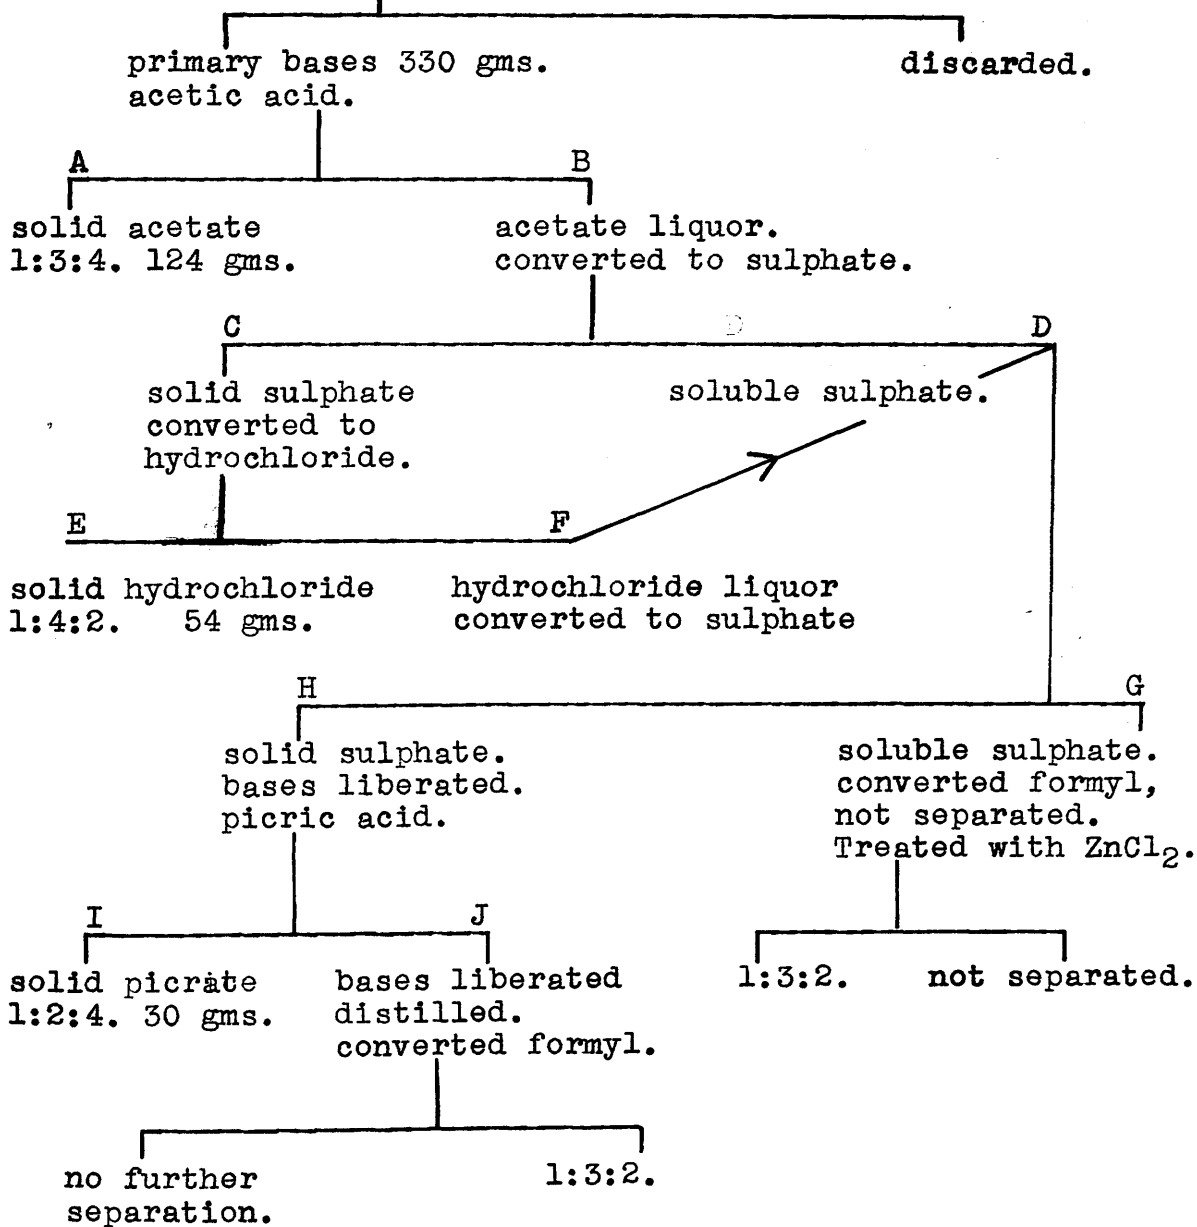 primary bases 330 gms.
acetic acid.
discarded.
A
B
solid acetate
1:3:4. 124 gms.
acetate liquor.
converted to sulphate.
C
D
D
solid sulphate
converted to
hydrochloride.
soluble sulphate.
E
F
solid hydrochloride
1:4:2. 54 gms.
hydrochloride liquor
converted to sulphate
H
G
solid sulphate.
bases liberated.
picric acid.
soluble sulphate.
converted formyl,
not separated.
Treated with ZnCl2.
I
J
solid picrate
1:2:4. 30 gms.
bases liberated
distilled.
converted formyl.
1:3:2.
not separated.
no further
separation.
1:3:2.